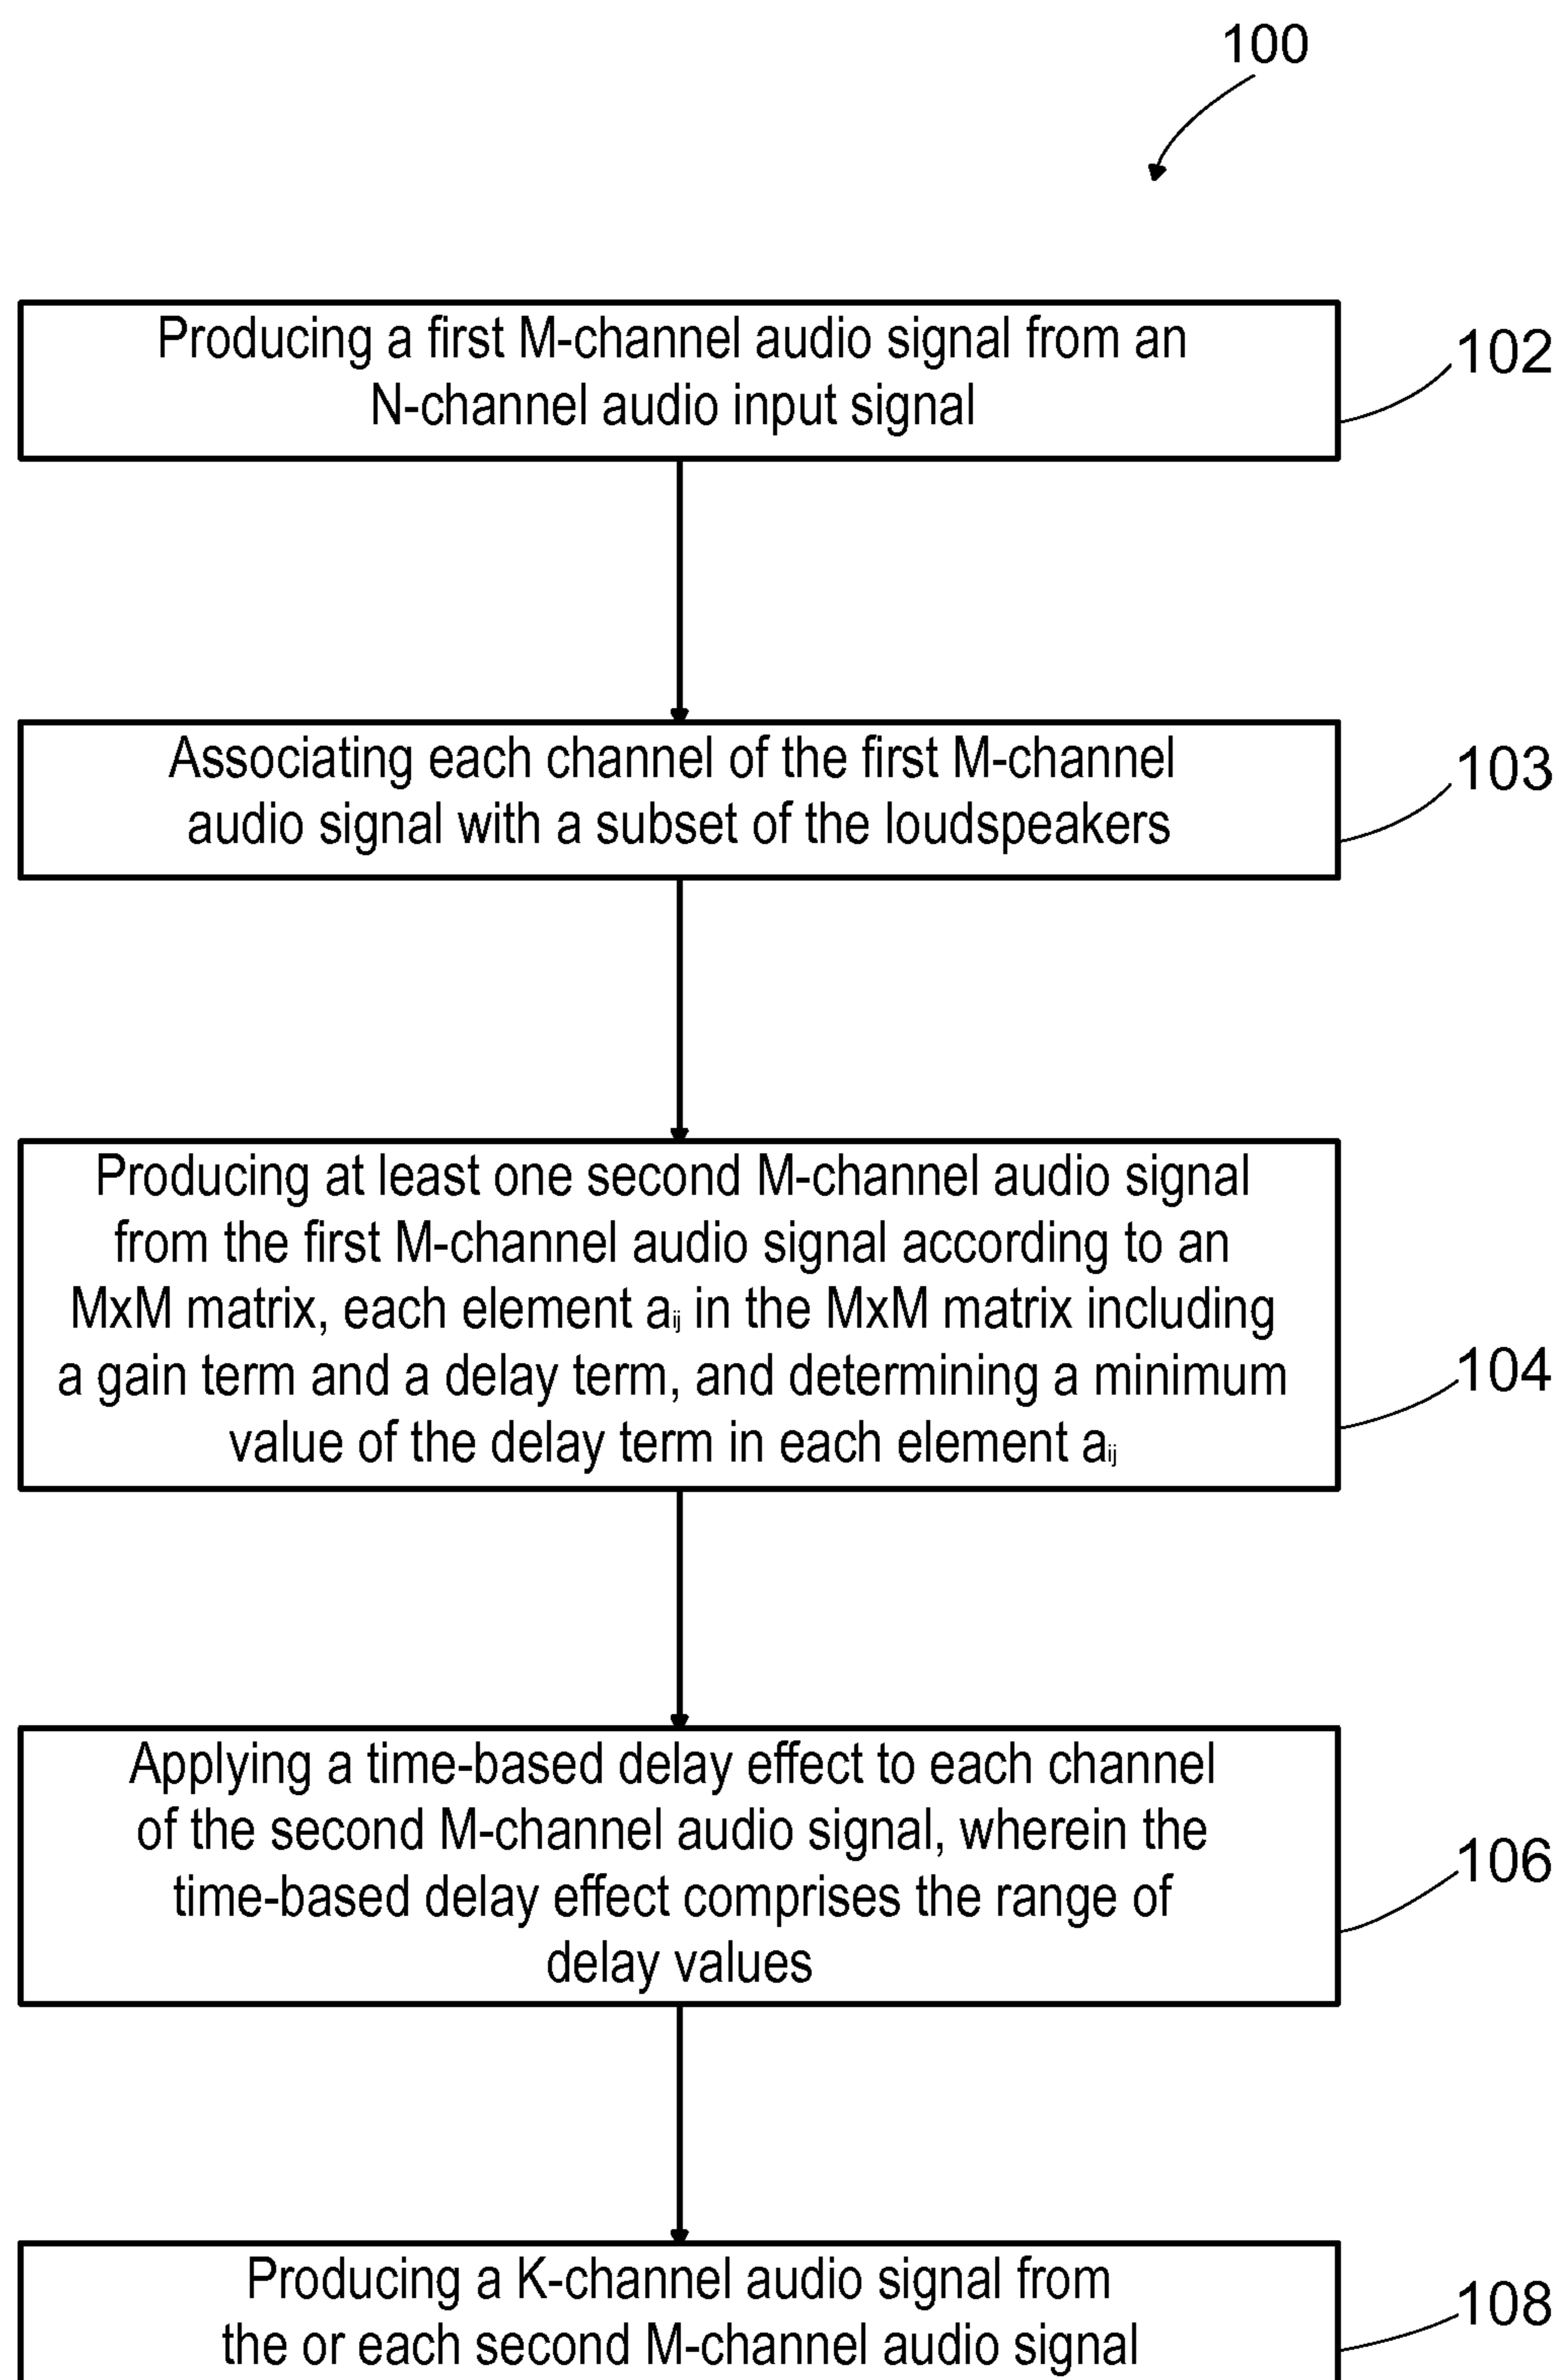 100
Producing a first M-channel audio signal from an
N-channel audio input signal
102
Associating each channel of the first M-channel
audio signal with a subset of the loudspeakers
103
Producing at least one second M-channel audio signal
from the first M-channel audio signal according to an
MxM matrix, each element aᵢⱼ in the MxM matrix including
a gain term and a delay term, and determining a minimum
value of the delay term in each element aᵢⱼ
104
Applying a time-based delay effect to each channel
of the second M-channel audio signal, wherein the
time-based delay effect comprises the range of
delay values
106
Producing a K-channel audio signal from
the or each second M-channel audio signal
108